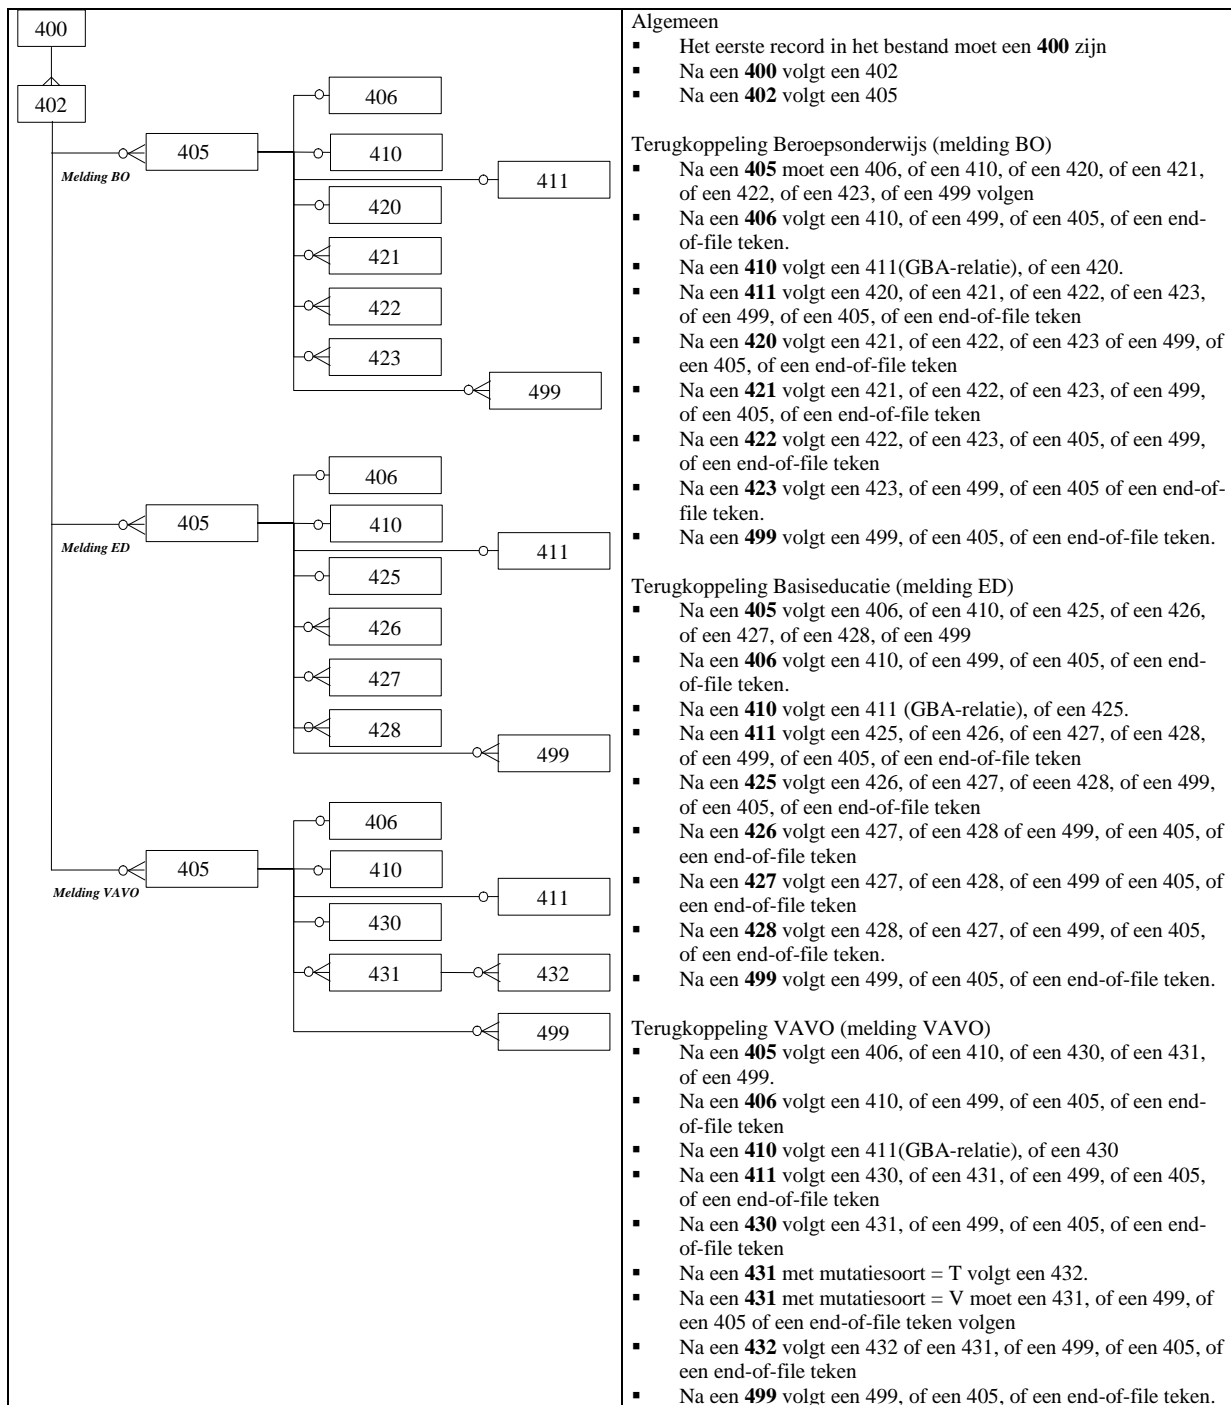 400
402
405
Melding BO
406
410
411
420
421
422
423
499
405
Melding ED
406
410
411
425
426
427
428
499
405
Melding VAVO
406
410
411
430
431
432
499
Algemeen
▪ Het eerste record in het bestand moet een 400 zijn
▪ Na een 400 volgt een 402
▪ Na een 402 volgt een 405
Terugkoppeling Beroepsonderwijs (melding BO)
▪ Na een 405 moet een 406, of een 410, of een 420, of een 421,
of een 422, of een 423, of een 499 volgen
▪ Na een 406 volgt een 410, of een 499, of een 405, of een end-
of-file teken.
▪ Na een 410 volgt een 411(GBA-relatie), of een 420.
▪ Na een 411 volgt een 420, of een 421, of een 422, of een 423,
of een 499, of een 405, of een end-of-file teken
▪ Na een 420 volgt een 421, of een 422, of een 423 of een 499, of
een 405, of een end-of-file teken
▪ Na een 421 volgt een 421, of een 422, of een 423, of een 499,
of een 405, of een end-of-file teken
▪ Na een 422 volgt een 422, of een 423, of een 405, of een 499,
of een end-of-file teken
▪ Na een 423 volgt een 423, of een 499, of een 405 of een end-of-
file teken.
▪ Na een 499 volgt een 499, of een 405, of een end-of-file teken.
Terugkoppeling Basiseducatie (melding ED)
▪ Na een 405 volgt een 406, of een 410, of een 425, of een 426,
of een 427, of een 428, of een 499
▪ Na een 406 volgt een 410, of een 499, of een 405, of een end-
of-file teken.
▪ Na een 410 volgt een 411 (GBA-relatie), of een 425.
▪ Na een 411 volgt een 425, of een 426, of een 427, of een 428,
of een 499, of een 405, of een end-of-file teken
▪ Na een 425 volgt een 426, of een 427, of eeen 428, of een 499,
of een 405, of een end-of-file teken
▪ Na een 426 volgt een 427, of een 428 of een 499, of een 405, of
een end-of-file teken
▪ Na een 427 volgt een 427, of een 428, of een 499 of een 405, of
een end-of-file teken
▪ Na een 428 volgt een 428, of een 427, of een 499, of een 405,
of een end-of-file teken.
▪ Na een 499 volgt een 499, of een 405, of een end-of-file teken.
Terugkoppeling VAVO (melding VAVO)
▪ Na een 405 volgt een 406, of een 410, of een 430, of een 431,
of een 499.
▪ Na een 406 volgt een 410, of een 499, of een 405, of een end-
of-file teken
▪ Na een 410 volgt een 411(GBA-relatie), of een 430
▪ Na een 411 volgt een 430, of een 431, of een 499, of een 405,
of een end-of-file teken
▪ Na een 430 volgt een 431, of een 499, of een 405, of een end-
of-file teken
▪ Na een 431 met mutatiesoort = T volgt een 432.
▪ Na een 431 met mutatiesoort = V moet een 431, of een 499, of
een 405 of een end-of-file teken volgen
▪ Na een 432 volgt een 432 of een 431, of een 499, of een 405, of
een end-of-file teken
▪ Na een 499 volgt een 499, of een 405, of een end-of-file teken.